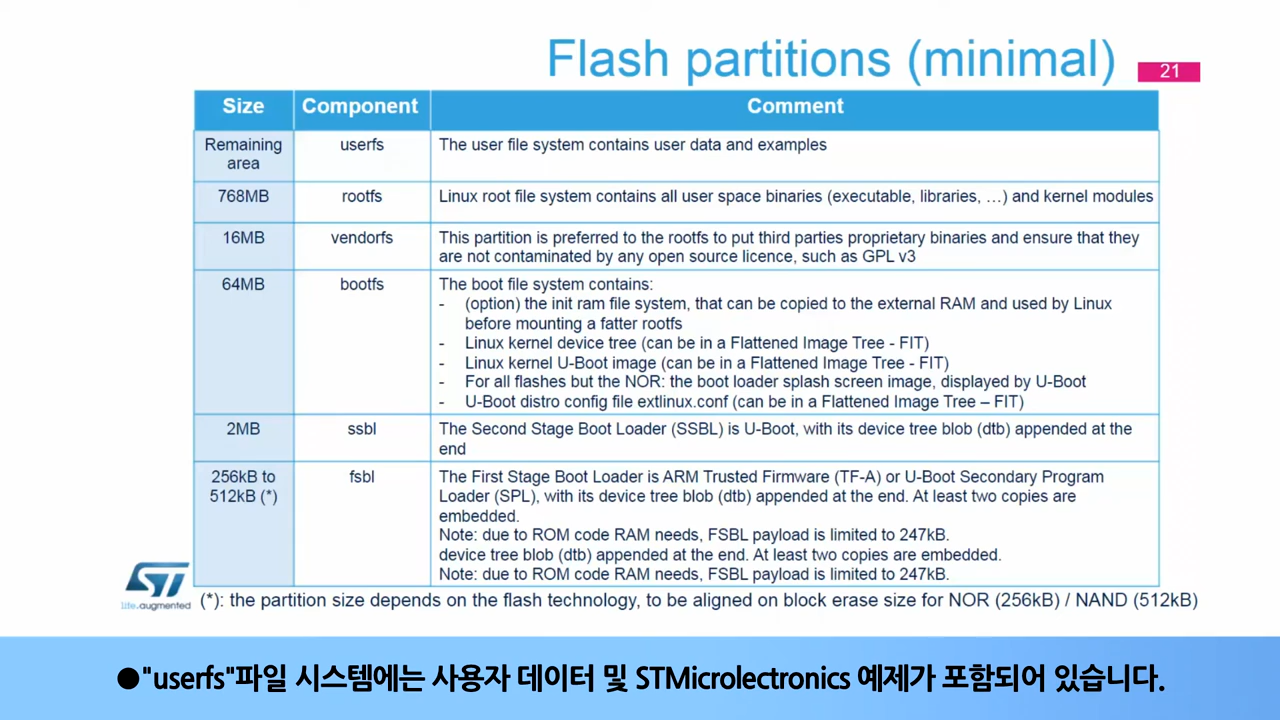 Flash partitions (minimal)
21
Size Component Comment
Remaining area userfs The user file system contains user data and examples
768MB rootfs Linux root file system contains all user space binaries (executable, libraries, …) and kernel modules
16MB vendorfs This partition is preferred to the rootfs to put third parties proprietary binaries and ensure that they
are not contaminated by any open source licence, such as GPL v3
64MB bootfs The boot file system contains:
- (option) the init ram file system, that can be copied to the external RAM and used by Linux
before mounting a fatter rootfs
- Linux kernel device tree (can be in a Flattened Image Tree - FIT)
- Linux kernel U-Boot image (can be in a Flattened Image Tree - FIT)
- For all flashes but the NOR: the boot loader splash screen image, displayed by U-Boot
- U-Boot distro config file extlinux.conf (can be in a Flattened Image Tree – FIT)
2MB ssbl The Second Stage Boot Loader (SSBL) is U-Boot, with its device tree blob (dtb) appended at the
end
256kB to 512kB (*) fsbl The First Stage Boot Loader is ARM Trusted Firmware (TF-A) or U-Boot Secondary Program
Loader (SPL), with its device tree blob (dtb) appended at the end. At least two copies are
embedded.
Note: due to ROM code RAM needs, FSBL payload is limited to 247kB.
device tree blob (dtb) appended at the end. At least two copies are embedded.
Note: due to ROM code RAM needs, FSBL payload is limited to 247kB.
ST
life.augmented
(*): the partition size depends on the flash technology, to be aligned on block erase size for NOR (256kB) / NAND (512kB)
●"userfs"파일 시스템에는 사용자 데이터 및 STMicrolectronics 예제가 포함되어 있습니다.